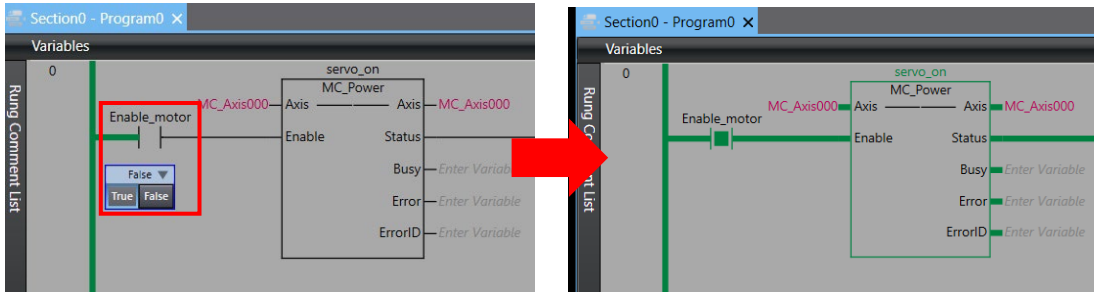 Section0 - Program0 ×
Variables
Rung Comment List
0
servo_on
MC_Power
MC_Axis000 Axis Axis MC_Axis000
Enable_motor
Enable Status
False ▼
True False
Busy Enter Variable
Error Enter Variable
ErrorID Enter Variable
Section0 - Program0 ×
Variables
Rung Co
nt List
0
servo_on
MC_Power
MC_Axis000 Axis Axis MC_Axis000
Enable_motor
Enable Status
Busy Enter Variable
Error Enter Variable
ErrorID Enter Variable